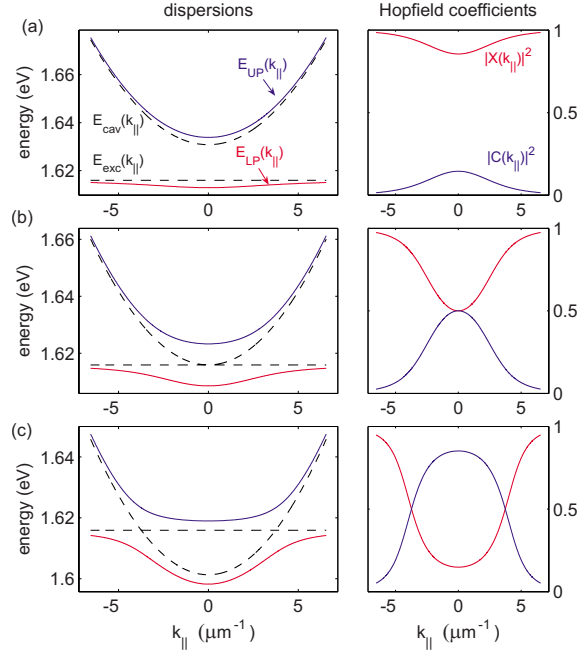 dispersions
Hopfield coefficients
(a)
energy (eV)
1.66
1.64
1.62
E_UP(k_||)
E_cav(k_||)
E_exc(k_||)
E_LP(k_||)
-5
0
5
|X(k_||)|²
|C(k_||)|²
1
0.5
0
-5
0
5
(b)
energy (eV)
1.66
1.64
1.62
-5
0
5
1
0.5
0
-5
0
5
(c)
energy (eV)
1.64
1.62
1.6
-5
0
5
k_|| (μm⁻¹)
1
0.5
0
-5
0
5
k_|| (μm⁻¹)